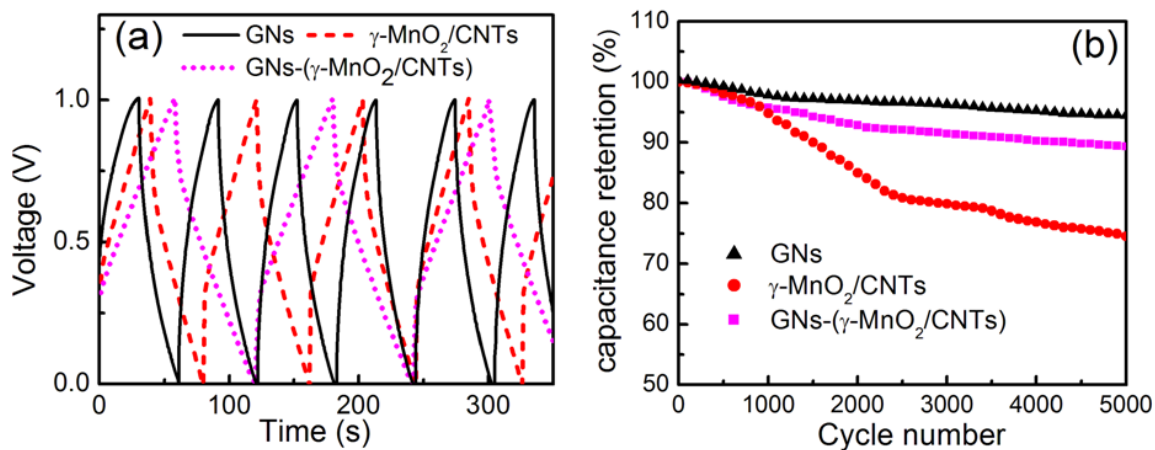 (a)
GNs
γ-MnO2/CNTs
GNs-(γ-MnO2/CNTs)
Voltage (V)
1.0
0.5
0.0
0
100
200
300
Time (s)
(b)
capacitance retention (%)
110
100
90
80
70
60
50
GNs
γ-MnO2/CNTs
GNs-(γ-MnO2/CNTs)
0
1000
2000
3000
4000
5000
Cycle number